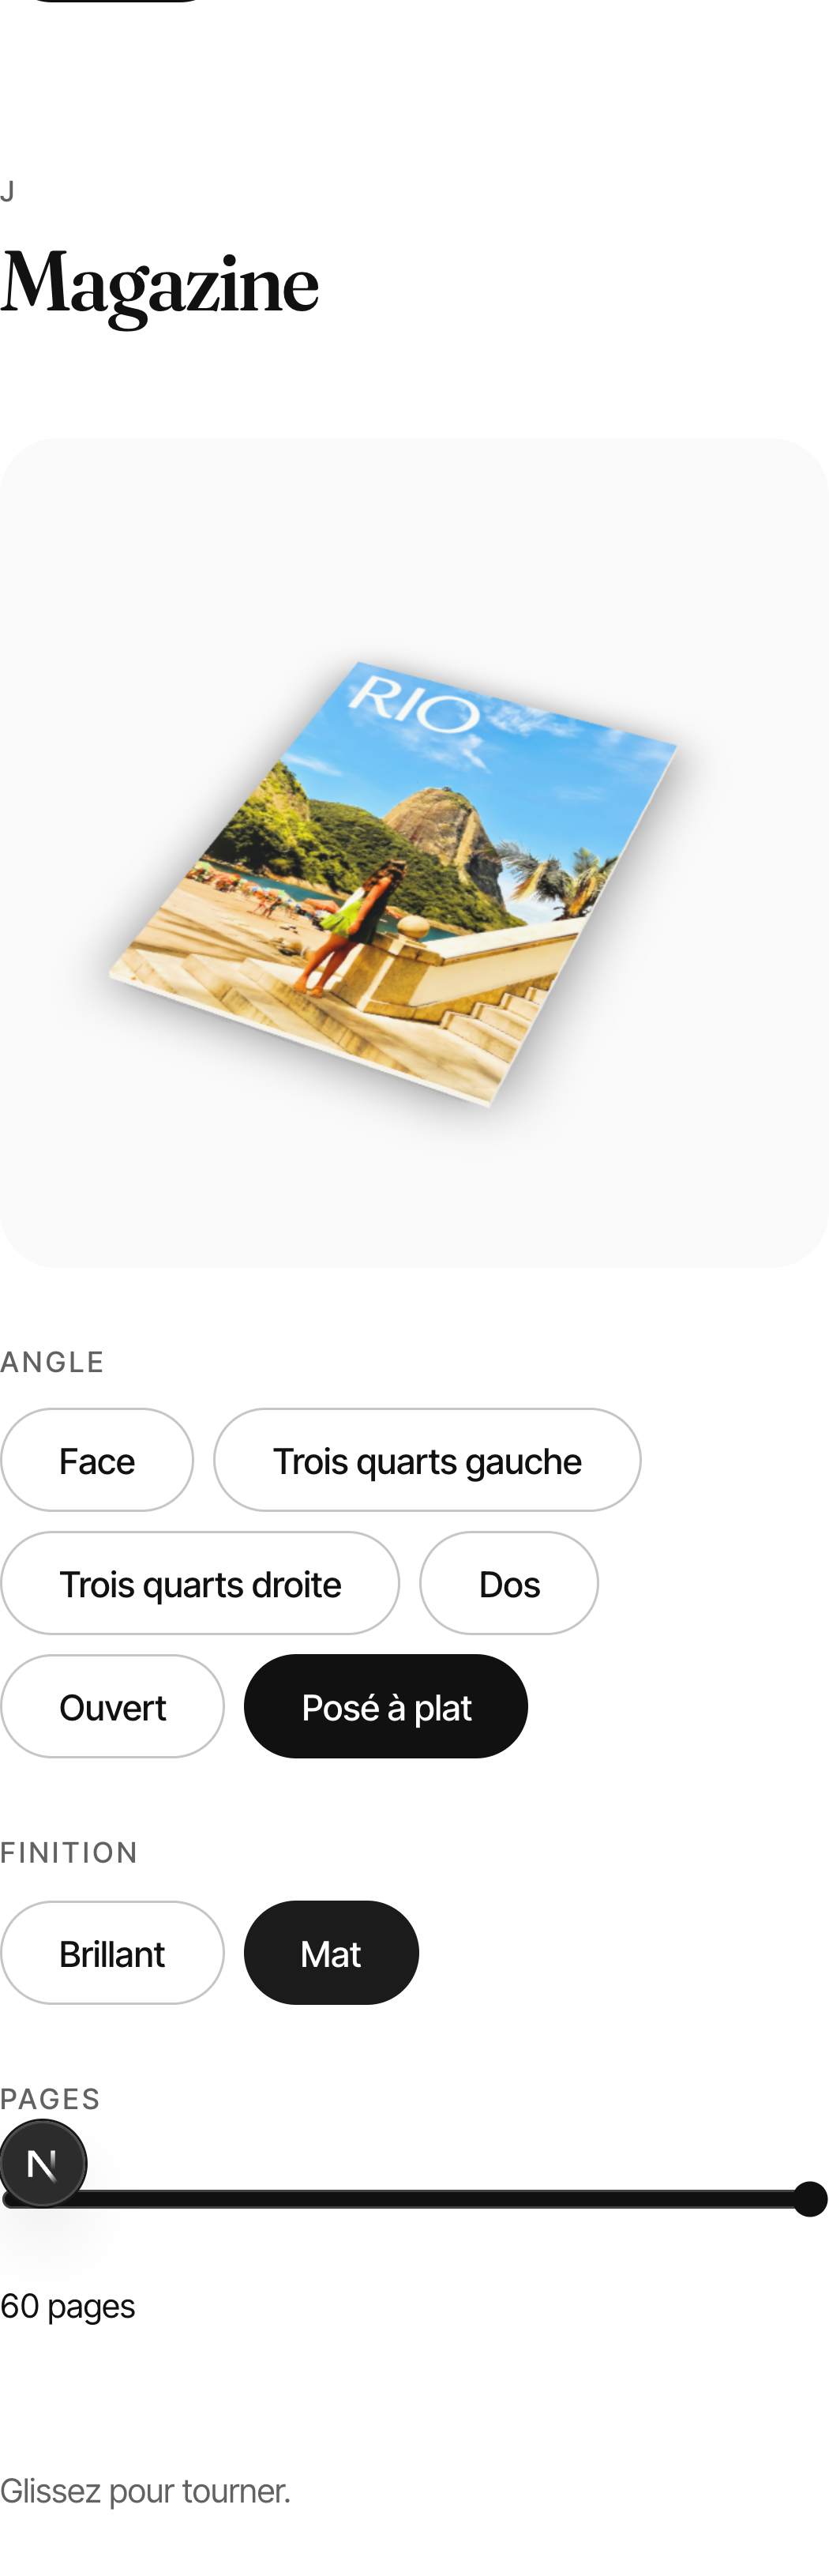 J
Magazine
RIO
ANGLE
Face
Trois quarts gauche
Trois quarts droite
Dos
Ouvert
Posé à plat
FINITION
Brillant
Mat
PAGES
N
60 pages
Glissez pour tourner.